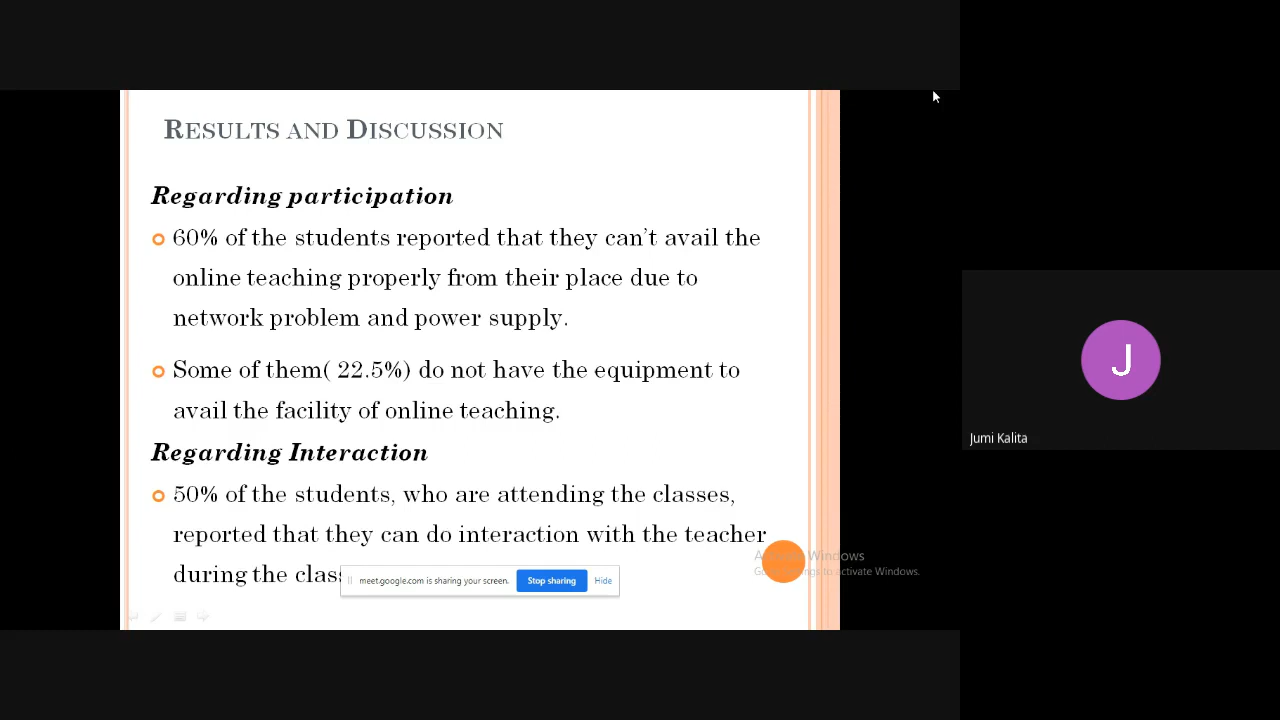 RESULTS AND DISCUSSION
Regarding participation
60% of the students reported that they can't avail the
online teaching properly from their place due to
network problem and power supply.
Some of them( 22.5%) do not have the equipment to
avail the facility of online teaching.
Regarding Interaction
50% of the students, who are attending the classes,
reported that they can do interaction with the teacher
during the clas
meet.google.com is sharing your screen. Stop sharing Hide
Windows
to activate Windows.
J
Jumi Kalita